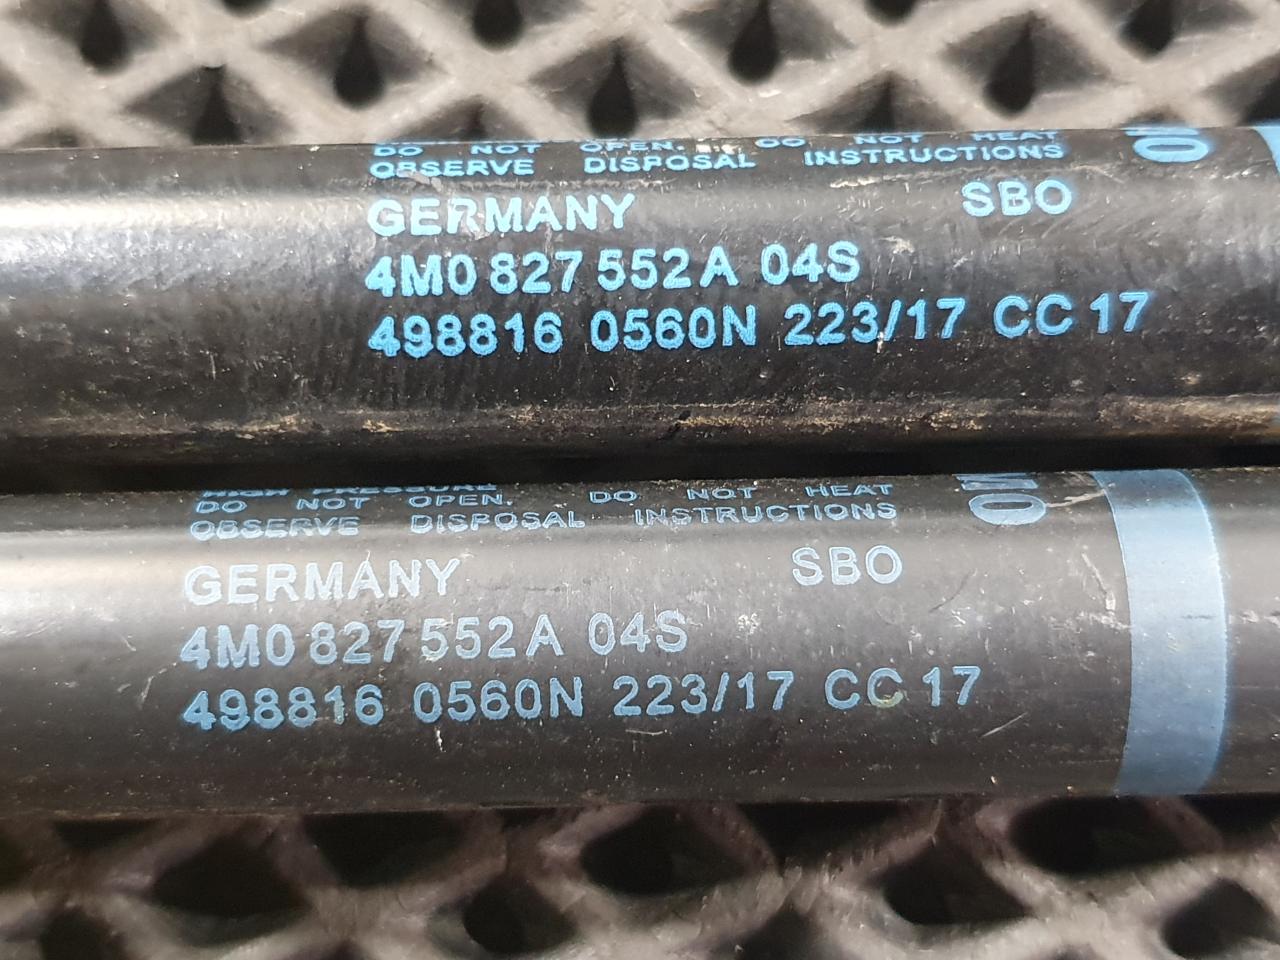 DO NOT OPEN. DO NOT HEAT
OBSERVE DISPOSAL INSTRUCTIONS
GERMANY SBO
4M0 827 552 A 04S
498816 0560N 223/17 CC 17
HIGH PRESSURE
DO NOT OPEN. DO NOT HEAT
OBSERVE DISPOSAL INSTRUCTIONS
GERMANY SBO
4M0 827 552 A 04S
498816 0560N 223/17 CC 17